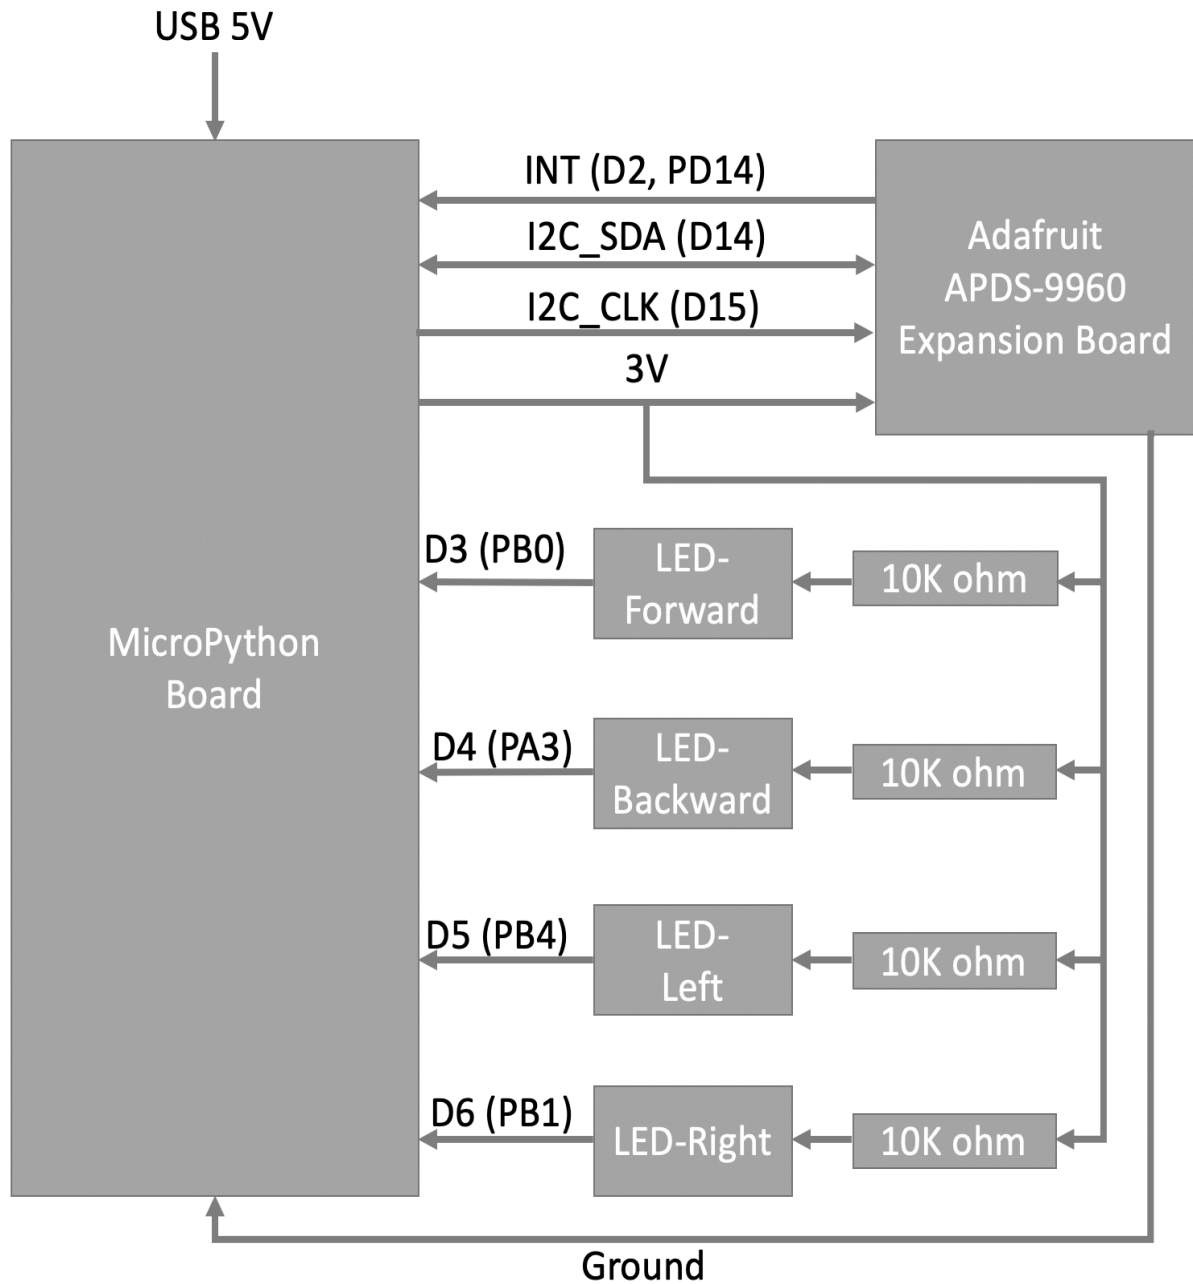 USB 5V
INT (D2, PD14)
I2C_SDA (D14)
I2C_CLK (D15)
3V
Adafruit
APDS-9960
Expansion Board
MicroPython
Board
D3 (PB0)
LED-
Forward
10K ohm
D4 (PA3)
LED-
Backward
10K ohm
D5 (PB4)
LED-
Left
10K ohm
D6 (PB1)
LED-Right
10K ohm
Ground